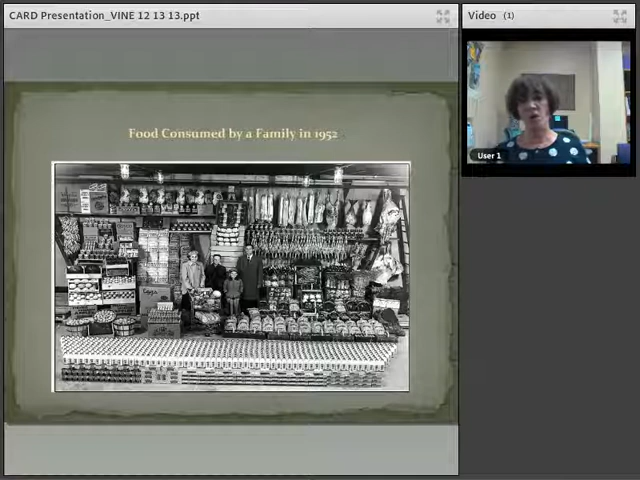 CARD Presentation_VINE 12 13 13.ppt
Video (1)
Food Consumed by a Family in 1952
User 1